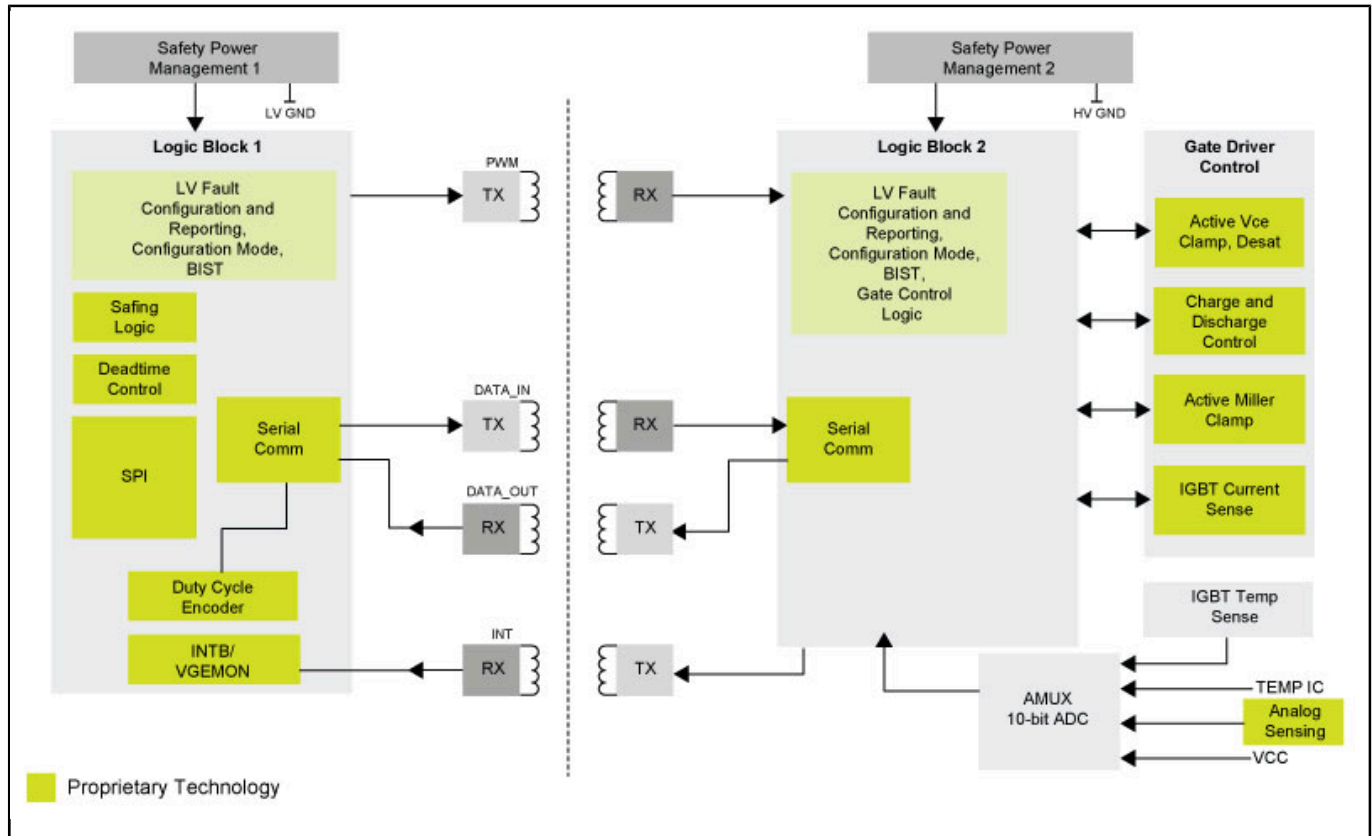 Safety Power
Management 1
LV GND
Logic Block 1
LV Fault
Configuration and
Reporting,
Configuration Mode,
BIST
Safing
Logic
Deadtime
Control
SPI
Serial
Comm
Duty Cycle
Encoder
INTB/
VGEMON
PWM
TX
DATA_IN
TX
DATA_OUT
RX
INT
RX
RX
RX
TX
TX
Safety Power
Management 2
HV GND
Logic Block 2
LV Fault
Configuration and
Reporting,
Configuration Mode,
BIST,
Gate Control
Logic
Serial
Comm
Gate Driver
Control
Active Vce
Clamp, Desat
Charge and
Discharge
Control
Active Miller
Clamp
IGBT Current
Sense
IGBT Temp
Sense
AMUX
10-bit ADC
TEMP IC
Analog
Sensing
VCC
Proprietary Technology